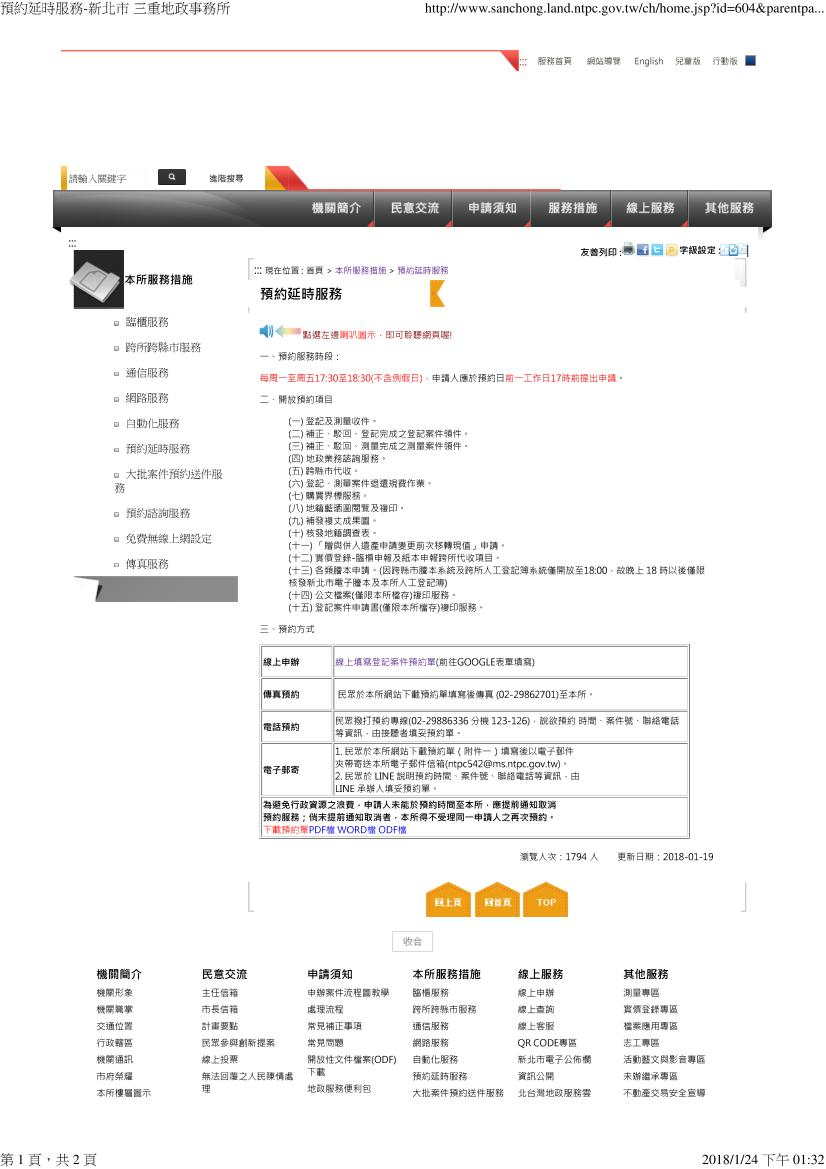 預約延時服務-新北市 三重地政事務所
http://www.sanchong.land.ntpc.gov.tw/ch/home.jsp?id=604&parentpa...
::: 服務首頁 網站導覽 English 兒童版 行動版
請輸入關鍵字 進階搜尋
機關簡介 民意交流 申請須知 服務措施 線上服務 其他服務
:::
友善列印: 字級設定:
本所服務措施
臨櫃服務
跨所跨縣市服務
通信服務
網路服務
自動化服務
預約延時服務
大批案件預約送件服
務
預約諮詢服務
免費無線上網設定
傳真服務
::: 現在位置 : 首頁 > 本所服務措施 > 預約延時服務
預約延時服務
點選左邊喇叭圖示,即可聆聽網頁喔!
一、預約服務時段:
每周一至周五17:30至18:30(不含例假日),申請人應於預約日前一工作日17時前提出申請。
二、開放預約項目
(一) 登記及測量收件。
(二) 補正、駁回、登記完成之登記案件領件。
(三) 補正、駁回、測量完成之測量案件領件。
(四) 地政業務諮詢服務。
(五) 跨縣市代收。
(六) 登記、測量案件退還規費作業。
(七) 購買界標服務。
(八) 地籍藍晒圖閱覽及複印。
(九) 補發複丈成果圖。
(十) 核發地籍調查表。
(十一)「贈與併入遺產申請變更前次移轉現值」申請。
(十二) 實價登錄-臨櫃申報及紙本申報跨所代收項目。
(十三) 各類謄本申請。(因跨縣市謄本系統及跨所人工登記簿系統僅開放至18:00,故晚上 18 時以後僅限
核發新北市電子謄本及本所人工登記簿)
(十四) 公文檔案(僅限本所檔存)複印服務。
(十五) 登記案件申請書(僅限本所檔存)複印服務。
三、預約方式
線上申辦 線上填寫登記案件預約單(前往GOOGLE表單填寫)
傳真預約 民眾於本所網站下載預約單填寫後傳真 (02-29862701)至本所。
電話預約 民眾撥打預約專線(02-29886336 分機 123-126),說欲預約 時間、案件號、聯絡電話
等資訊,由接聽者填妥預約單。
電子郵寄 1. 民眾於本所網站下載預約單 ( 附件一 ) 填寫後以電子郵件
夾帶寄送本所電子郵件信箱(ntpc542@ms.ntpc.gov.tw)。
2. 民眾於 LINE 說明預約時間、案件號、聯絡電話等資訊,由
LINE 承辦人填妥預約單。
為避免行政資源之浪費,申請人未能於預約時間至本所,應提前通知取消
預約服務;倘未提前通知取消者,本所得不受理同一申請人之再次預約。
下載預約單PDF檔 WORD檔 ODF檔
瀏覽人次:1794 人 更新日期:2018-01-19
回上頁 回首頁 TOP
收合
機關簡介 民意交流 申請須知 本所服務措施 線上服務 其他服務
機關形象 主任信箱 申辦案件流程圖教學 臨櫃服務 線上申辦 測量專區
機關職掌 市長信箱 處理流程 跨所跨縣市服務 線上查詢 實價登錄專區
交通位置 計畫要點 常見補正事項 通信服務 線上客服 檔案應用專區
行政轄區 民眾參與創新提案 常見問題 網路服務 QR CODE專區 志工專區
機關通訊 線上投票 開放性文件檔案(ODF)
下載 自動化服務 新北市電子公佈欄 活動藝文與影音專區
市府榮耀 無法回覆之人民陳情處
理 地政服務便利包 預約延時服務 資訊公開 未辦繼承專區
本所樓層圖示 大批案件預約送件服務 北台灣地政服務雲 不動產交易安全宣導
第 1 頁,共 2 頁
2018/1/24 下午 01:32